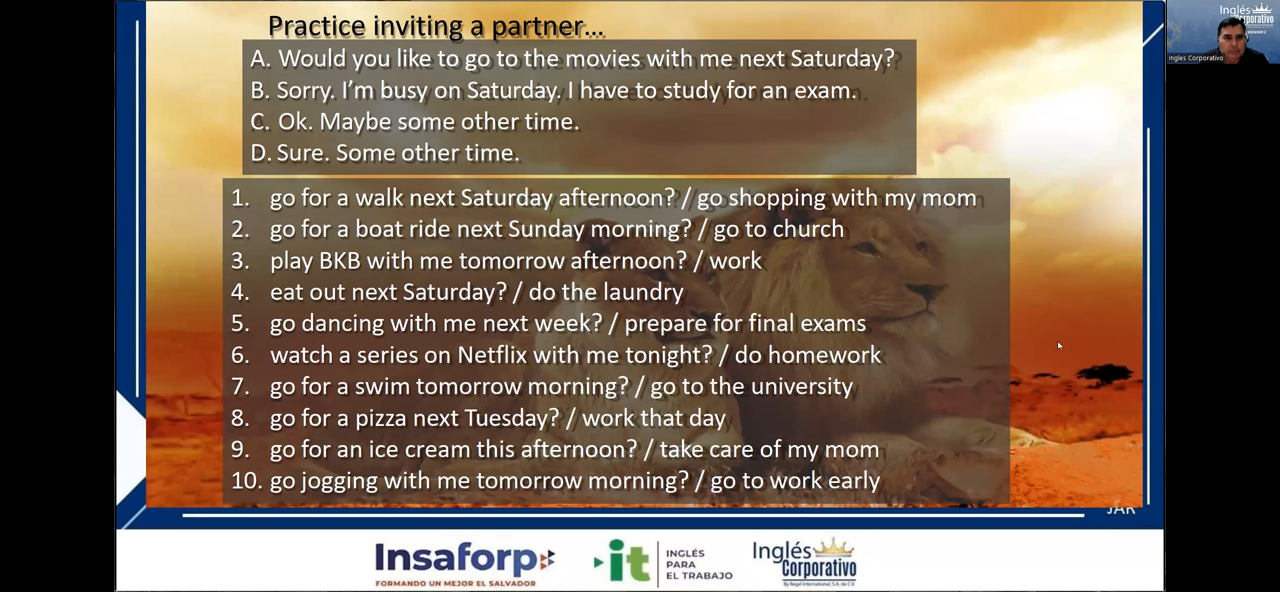 Practice inviting a partner...
A. Would you like to go to the movies with me next Saturday?
B. Sorry. I'm busy on Saturday. I have to study for an exam.
C. Ok. Maybe some other time.
D. Sure. Some other time.
1. go for a walk next Saturday afternoon? / go shopping with my mom
2. go for a boat ride next Sunday morning? / go to church
3. play BKB with me tomorrow afternoon? / work
4. eat out next Saturday? / do the laundry
5. go dancing with me next week? / prepare for final exams
6. watch a series on Netflix with me tonight? / do homework
7. go for a swim tomorrow morning? / go to the university
8. go for a pizza next Tuesday? / work that day
9. go for an ice cream this afternoon? / take care of my mom
10. go jogging with me tomorrow morning? / go to work early
JAR
Insaforp
FORMANDO UN MEJOR EL SALVADOR
it
INGLÉS
PARA
EL TRABAJO
Inglés
Corporativo
By Regal International, S.A. de C.V.
Inglés
Corporativo
Ingles Corporativo